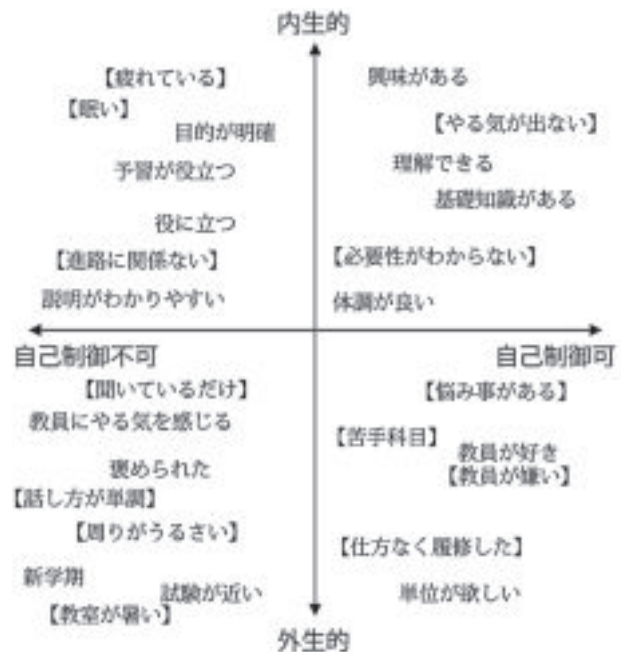 内生的
【疲れている】
興味がある
【眠い】
【やる気が出ない】
目的が明確
理解できる
予習が役立つ
基礎知識がある
役に立つ
【進路に関係ない】
【必要性がわからない】
説明がわかりやすい
体調が良い
自己制御不可
自己制御可
【聞いているだけ】
【悩み事がある】
教員にやる気を感じる
【苦手科目】
教員が好き
褒められた
【教員が嫌い】
【話し方が単調】
【周りがうるさい】
【仕方なく履修した】
新学期
試験が近い
単位が欲しい
【教室が暑い】
外生的